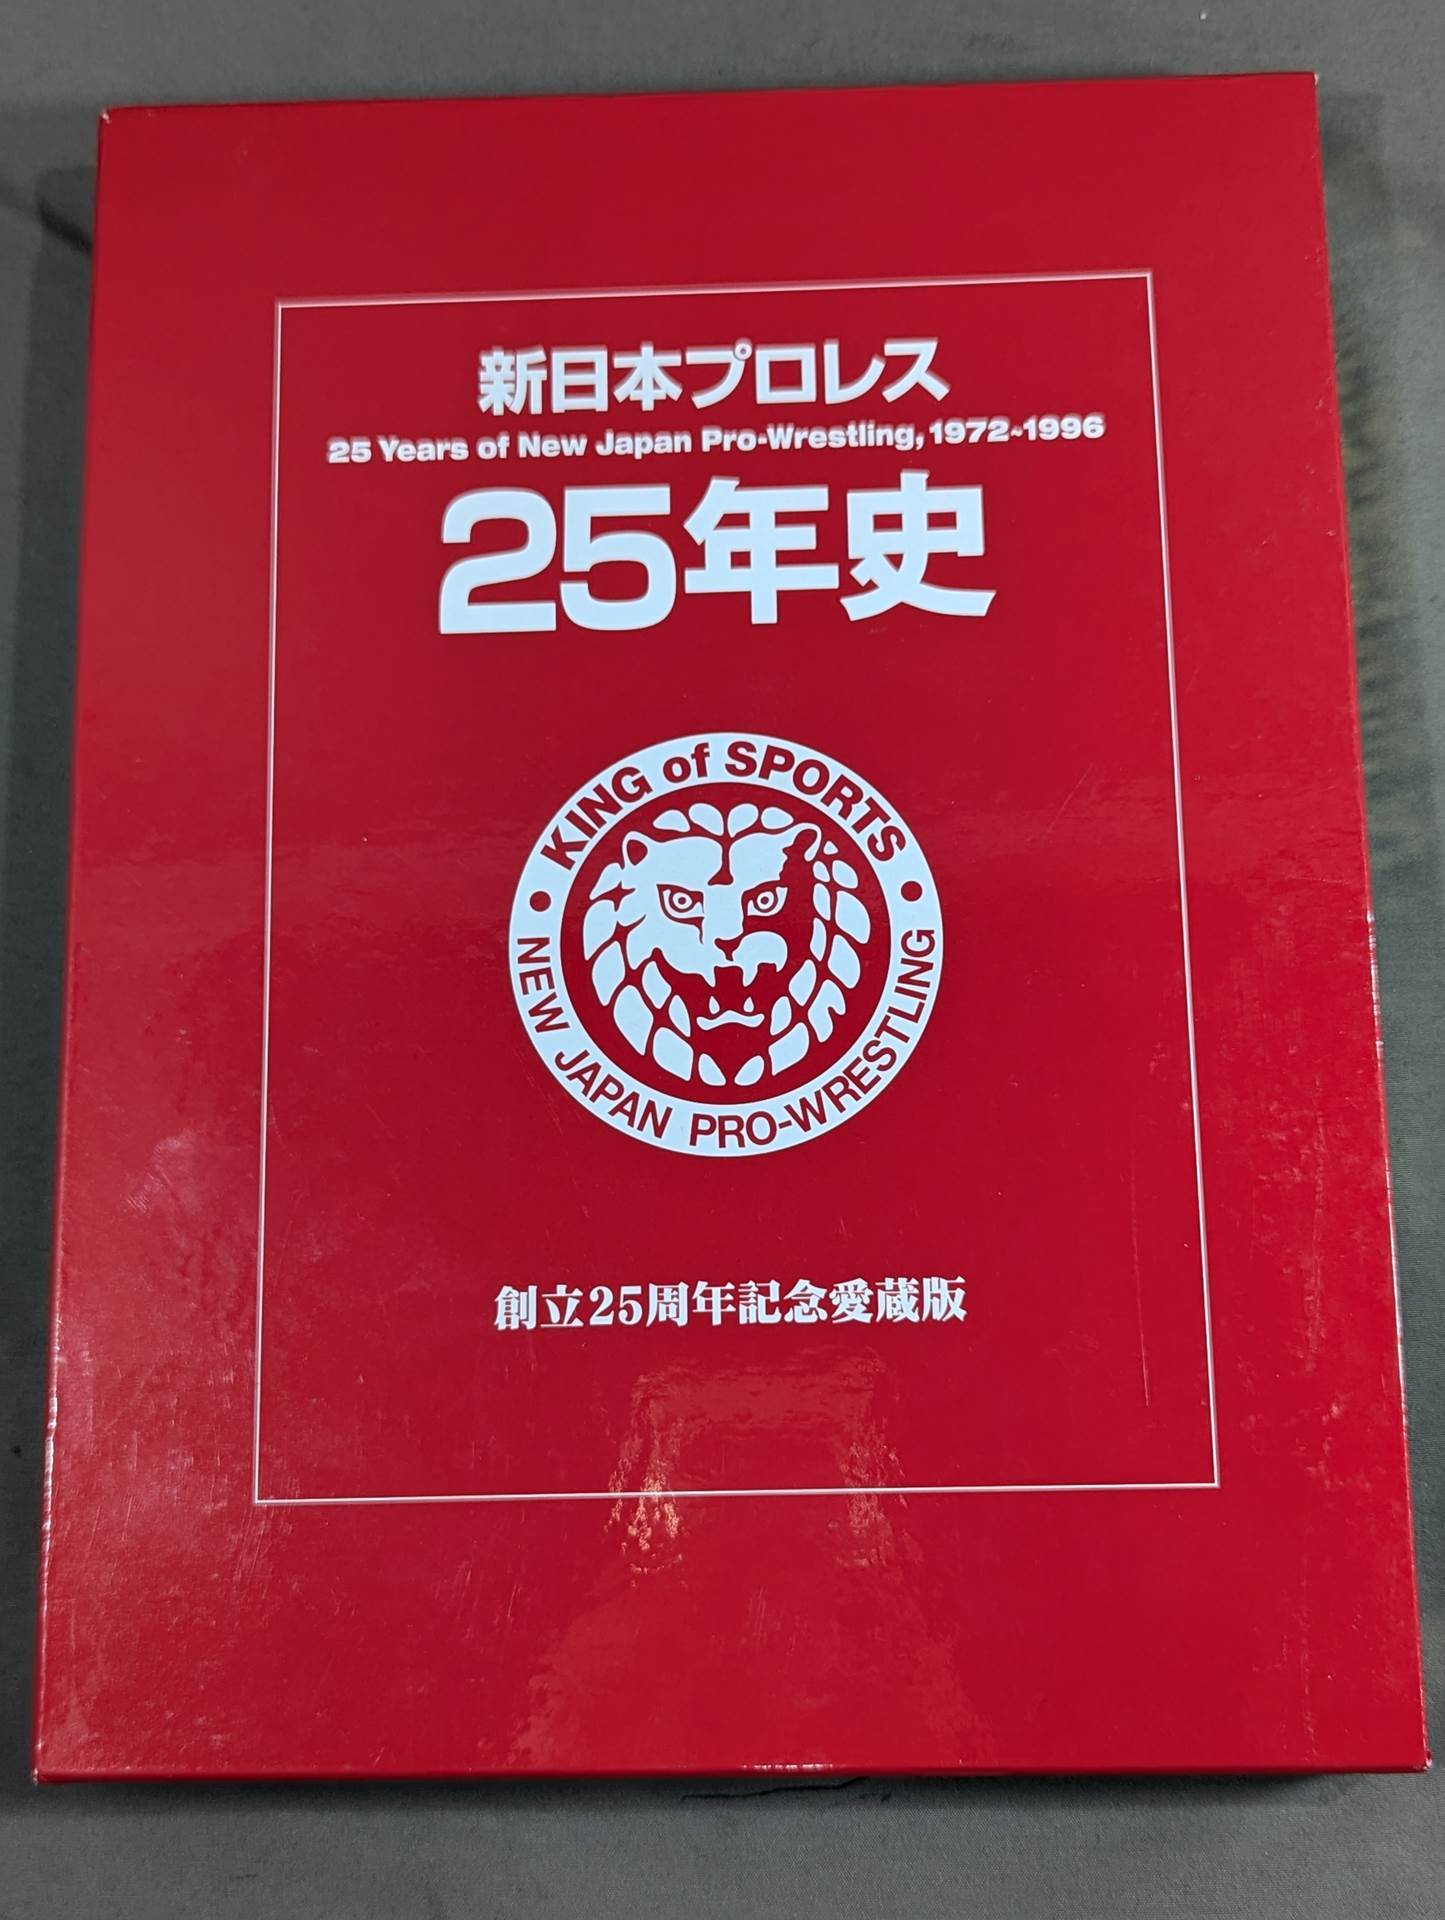 新日本プロレス
25 Years of New Japan Pro-Wrestling, 1972~1996
25年史
KING of SPORTS
・NEW JAPAN PRO-WRESTLING・
創立25周年記念愛蔵版